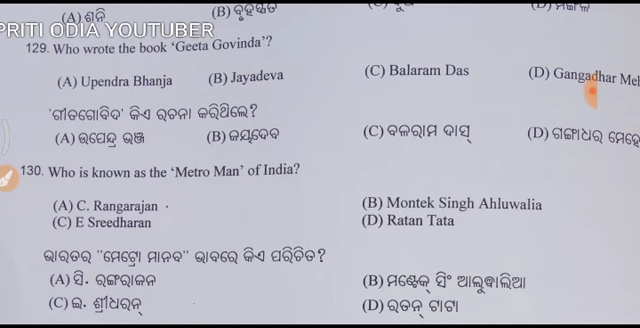 (A) ଶନି (B) ବୃହସ୍ପତି
PRITI ODIA YOUTUBER
129. Who wrote the book 'Geeta Govinda'?
(A) Upendra Bhanja (B) Jayadeva (C) Balaram Das (D) Gangadhar Meh
'ଗୀତଗୋବିନ୍ଦ' କିଏ ରଚନା କରିଥିଲେ?
(A) ଉପେନ୍ଦ୍ର ଭଞ୍ଜ (B) ଜୟଦେବ (C) ବଳରାମ ଦାସ୍ (D) ଗଙ୍ଗାଧର ମେହେ
130. Who is known as the 'Metro Man' of India?
(A) C. Rangarajan (B) Montek Singh Ahluwalia
(C) E Sreedharan (D) Ratan Tata
ଭାରତର "ମେଟ୍ରୋ ମାନବ" ଭାବରେ କିଏ ପରିଚିତ?
(A) ସି. ରଙ୍ଗରାଜନ (B) ମଣ୍ଟେକ୍ ସିଂ ଆଲୁୱାଲିଆ
(C) ଇ. ଶ୍ରୀଧରନ୍ (D) ରତନ୍ ଟାଟା